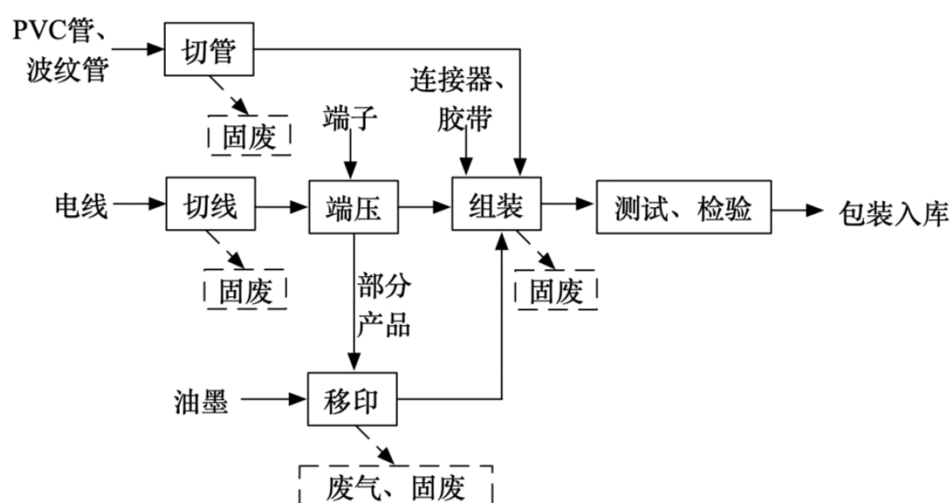 PVC管、
波纹管
切管
固废
连接器、
胶带
端子
电线
切线
端压
组装
测试、检验
包装入库
固废
固废
部分
产品
油墨
移印
废气、固废